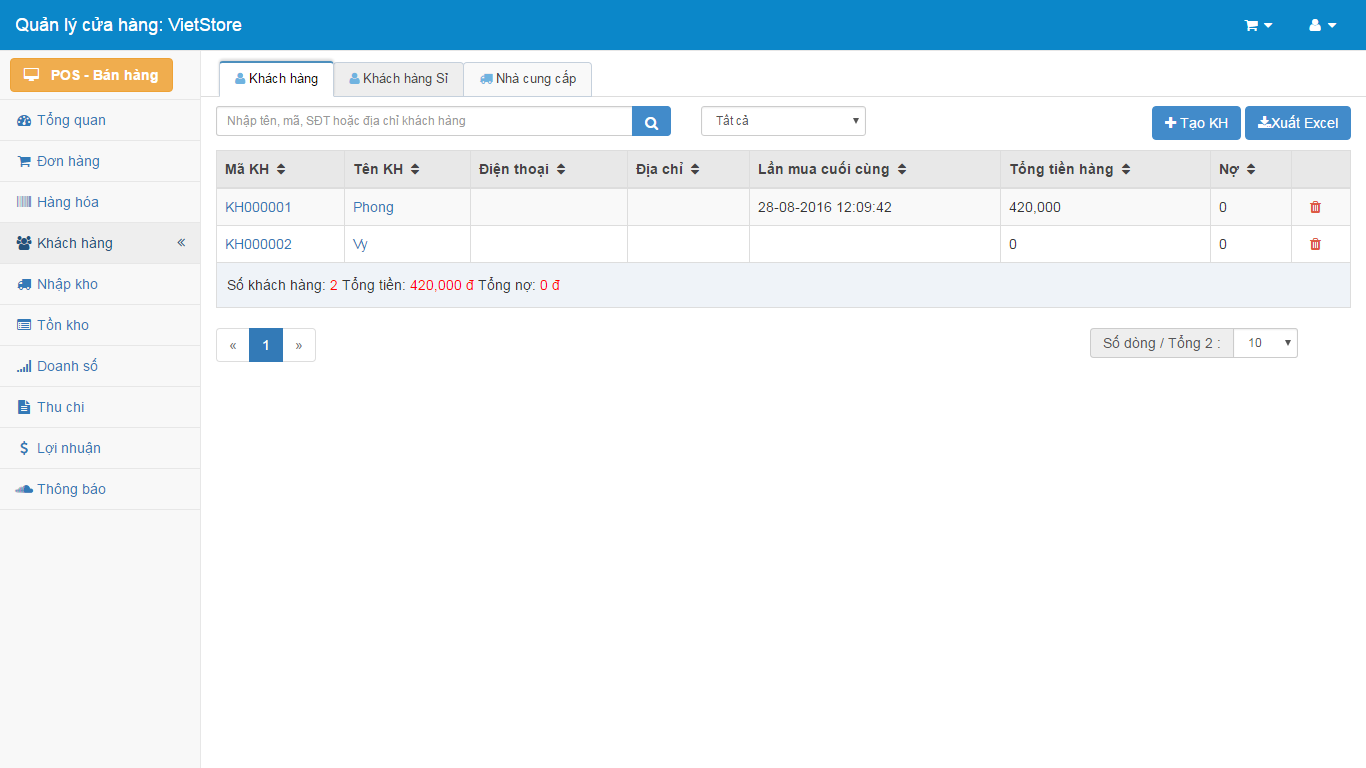 Quản lý cửa hàng: VietStore
POS - Bán hàng
Tổng quan
Đơn hàng
Hàng hóa
Khách hàng
Nhập kho
Tồn kho
Doanh số
Thu chi
Lợi nhuận
Thông báo
Khách hàng Khách hàng Sỉ Nhà cung cấp
Nhập tên, mã, SĐT hoặc địa chỉ khách hàng Tất cả Tạo KH Xuất Excel
Mã KH Tên KH Điện thoại Địa chỉ Lần mua cuối cùng Tổng tiền hàng Nợ
KH000001 Phong 28-08-2016 12:09:42 420,000 0
KH000002 Vy 0 0
Số khách hàng: 2 Tổng tiền: 420,000 đ Tổng nợ: 0 đ
« 1 » Số dòng / Tổng 2 : 10